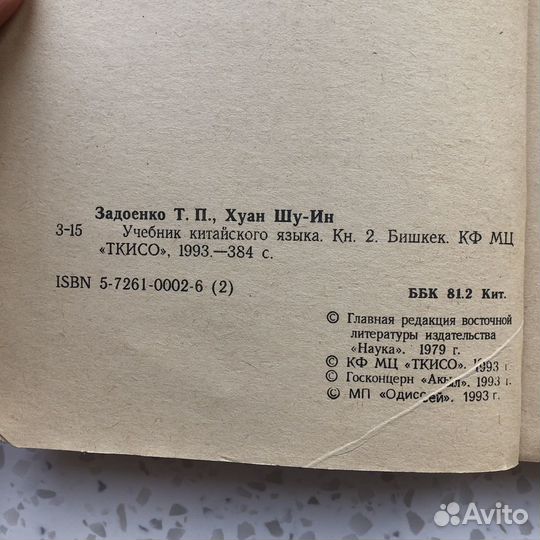 Задоенко Т. П., Хуан Шу-Ин
3-15 Учебник китайского языка. Кн. 2. Бишкек. КФ МЦ
«ТКИСО», 1993.—384 с.
ISBN 5-7261-0002-6 (2)
ББК 81.2 Кит.
© Главная редакция восточной
литературы издательства
«Наука». 1979 г.
© КФ МЦ «ТКИСО». 1993 г
© Госконцерн «Акыл». 1993 г
© МП «Одиссей». 1993 г.
Avito